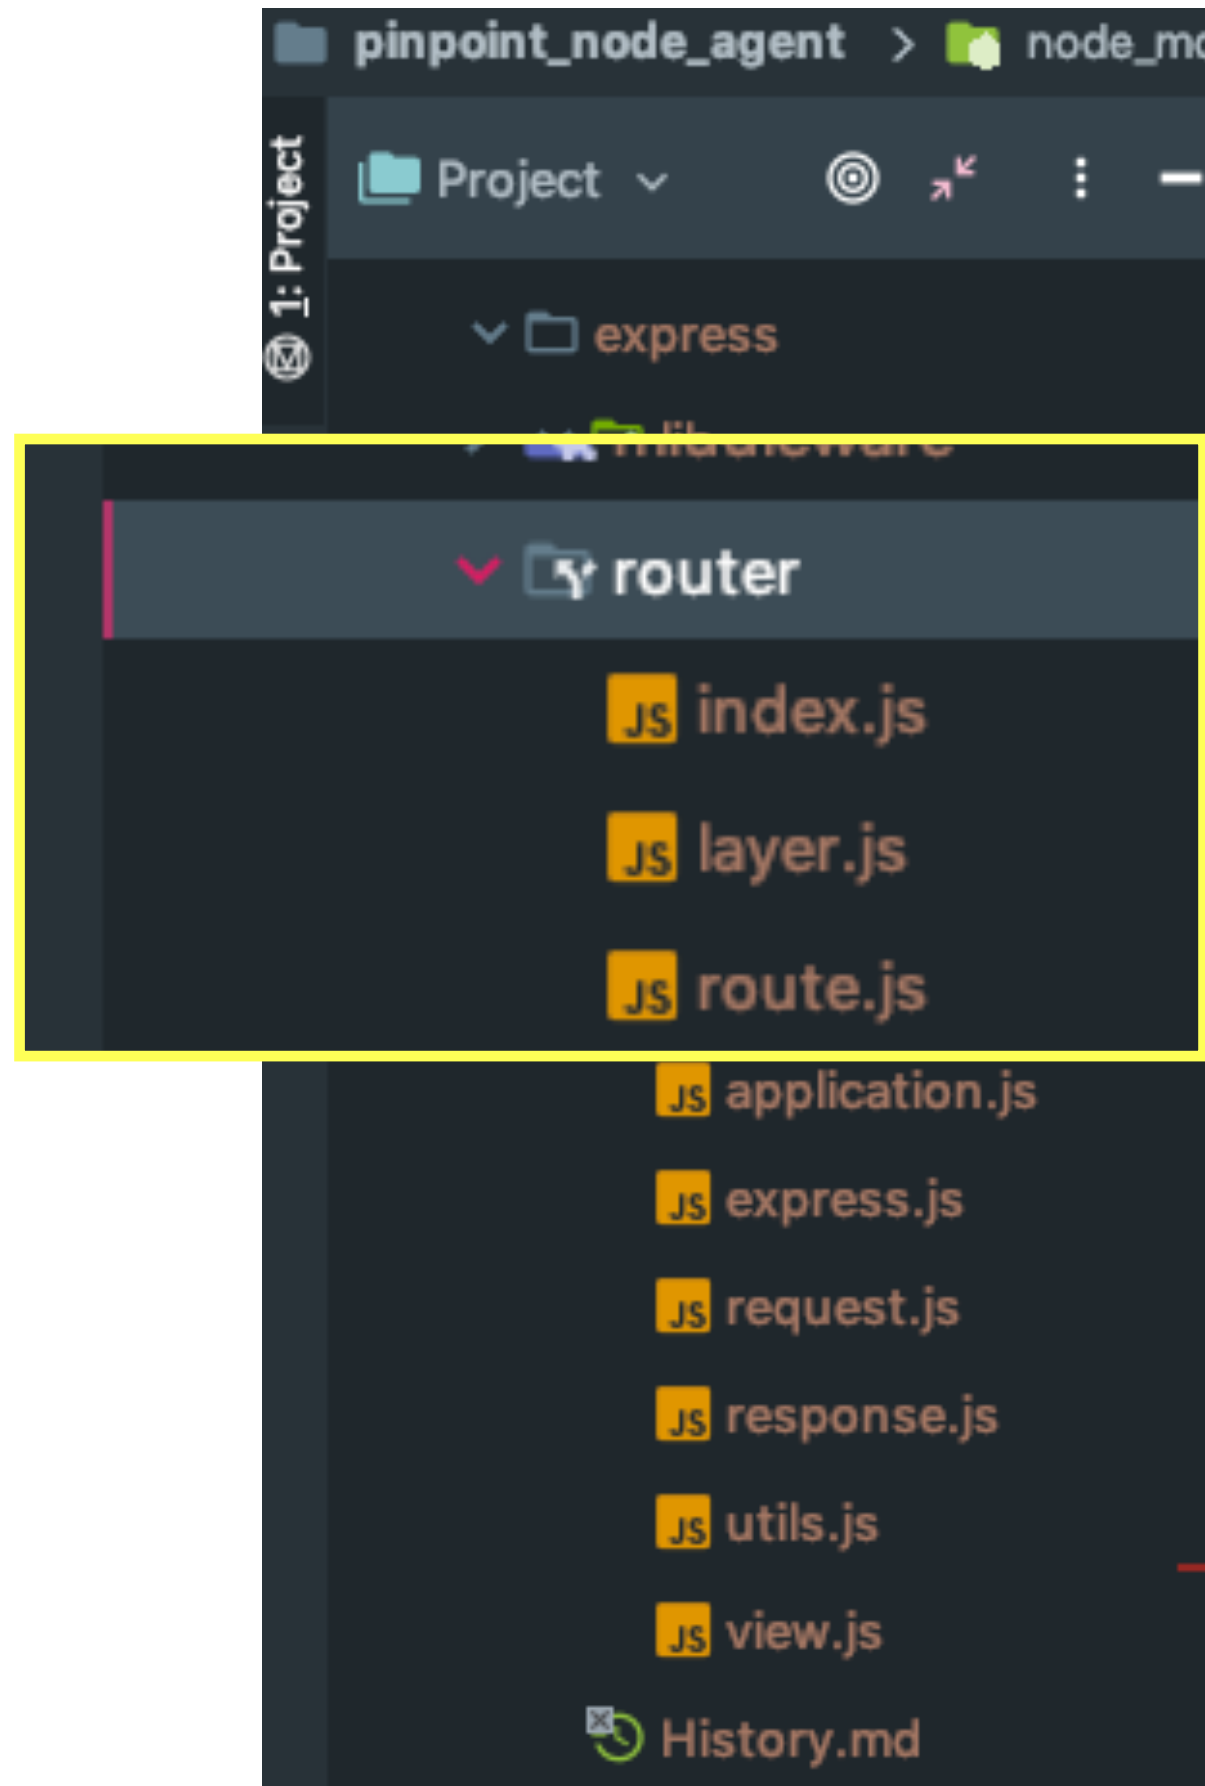 pinpoint_node_agent > node_mo
1: Project
Project
express
router
index.js
layer.js
route.js
application.js
express.js
request.js
response.js
utils.js
view.js
History.md